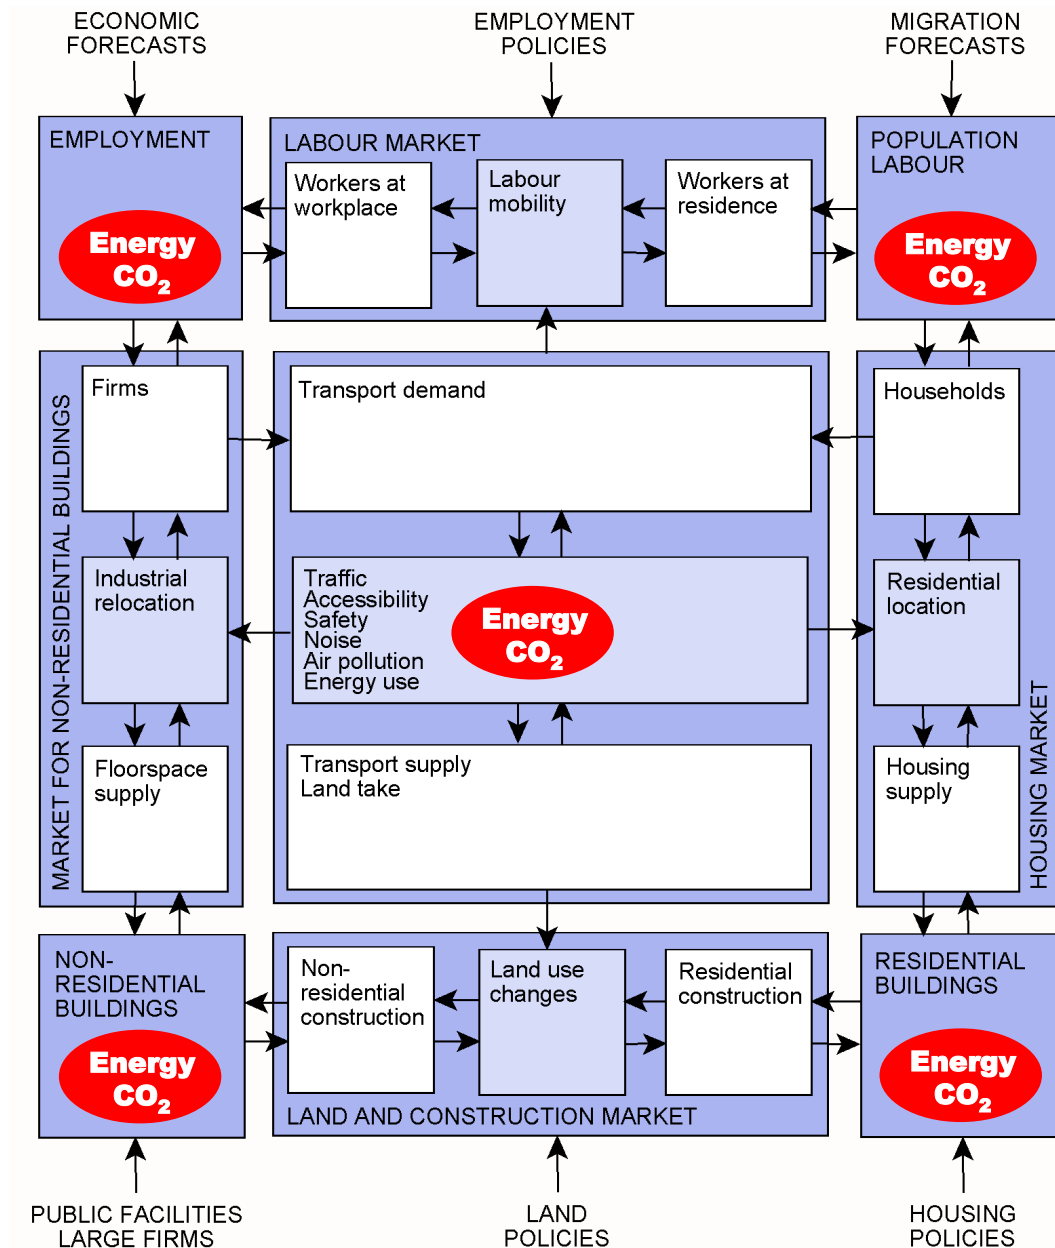 ECONOMIC
FORECASTS
EMPLOYMENT
POLICIES
MIGRATION
FORECASTS
EMPLOYMENT
Energy
CO2
LABOUR MARKET
Workers at
workplace
Labour
mobility
Workers at
residence
POPULATION
LABOUR
Energy
CO2
MARKET FOR NON-RESIDENTIAL BUILDINGS
Firms
Industrial
relocation
Floorspace
supply
Transport demand
Traffic
Accessibility
Safety
Noise
Air pollution
Energy use
Energy
CO2
Transport supply
Land take
Households
Residential
location
Housing
supply
HOUSING MARKET
NON-
RESIDENTIAL
BUILDINGS
Energy
CO2
Non-
residential
construction
Land use
changes
Residential
construction
LAND AND CONSTRUCTION MARKET
RESIDENTIAL
BUILDINGS
Energy
CO2
PUBLIC FACILITIES
LARGE FIRMS
LAND
POLICIES
HOUSING
POLICIES